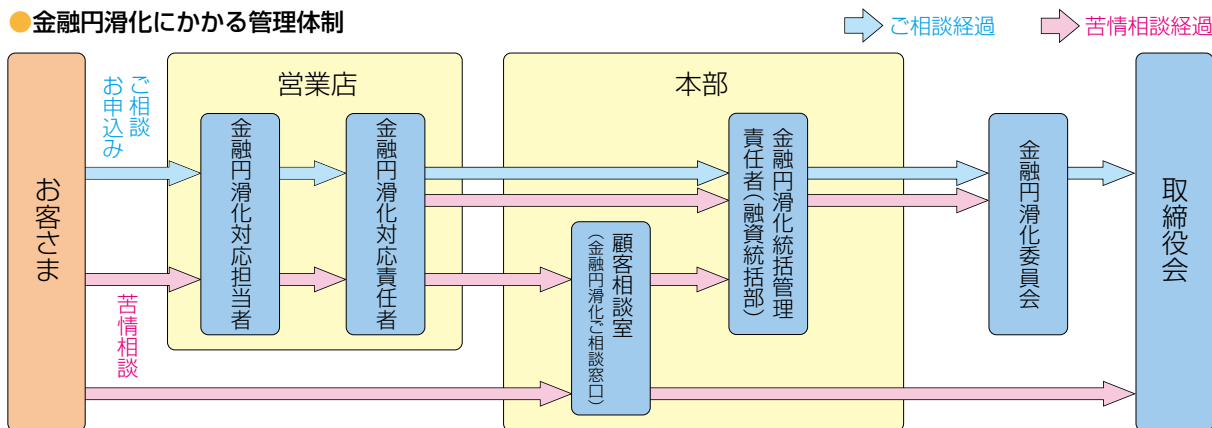 ●金融円滑化にかかる管理体制
ご相談経過
苦情相談経過
お客さま
ご相談
お申込み
苦情相談
営業店
金融円滑化対応担当者
金融円滑化対応責任者
本部
顧客相談室
(金融円滑化ご相談窓口)
金融円滑化統括管理
責任者(融資統括部)
金融円滑化委員会
取締役会